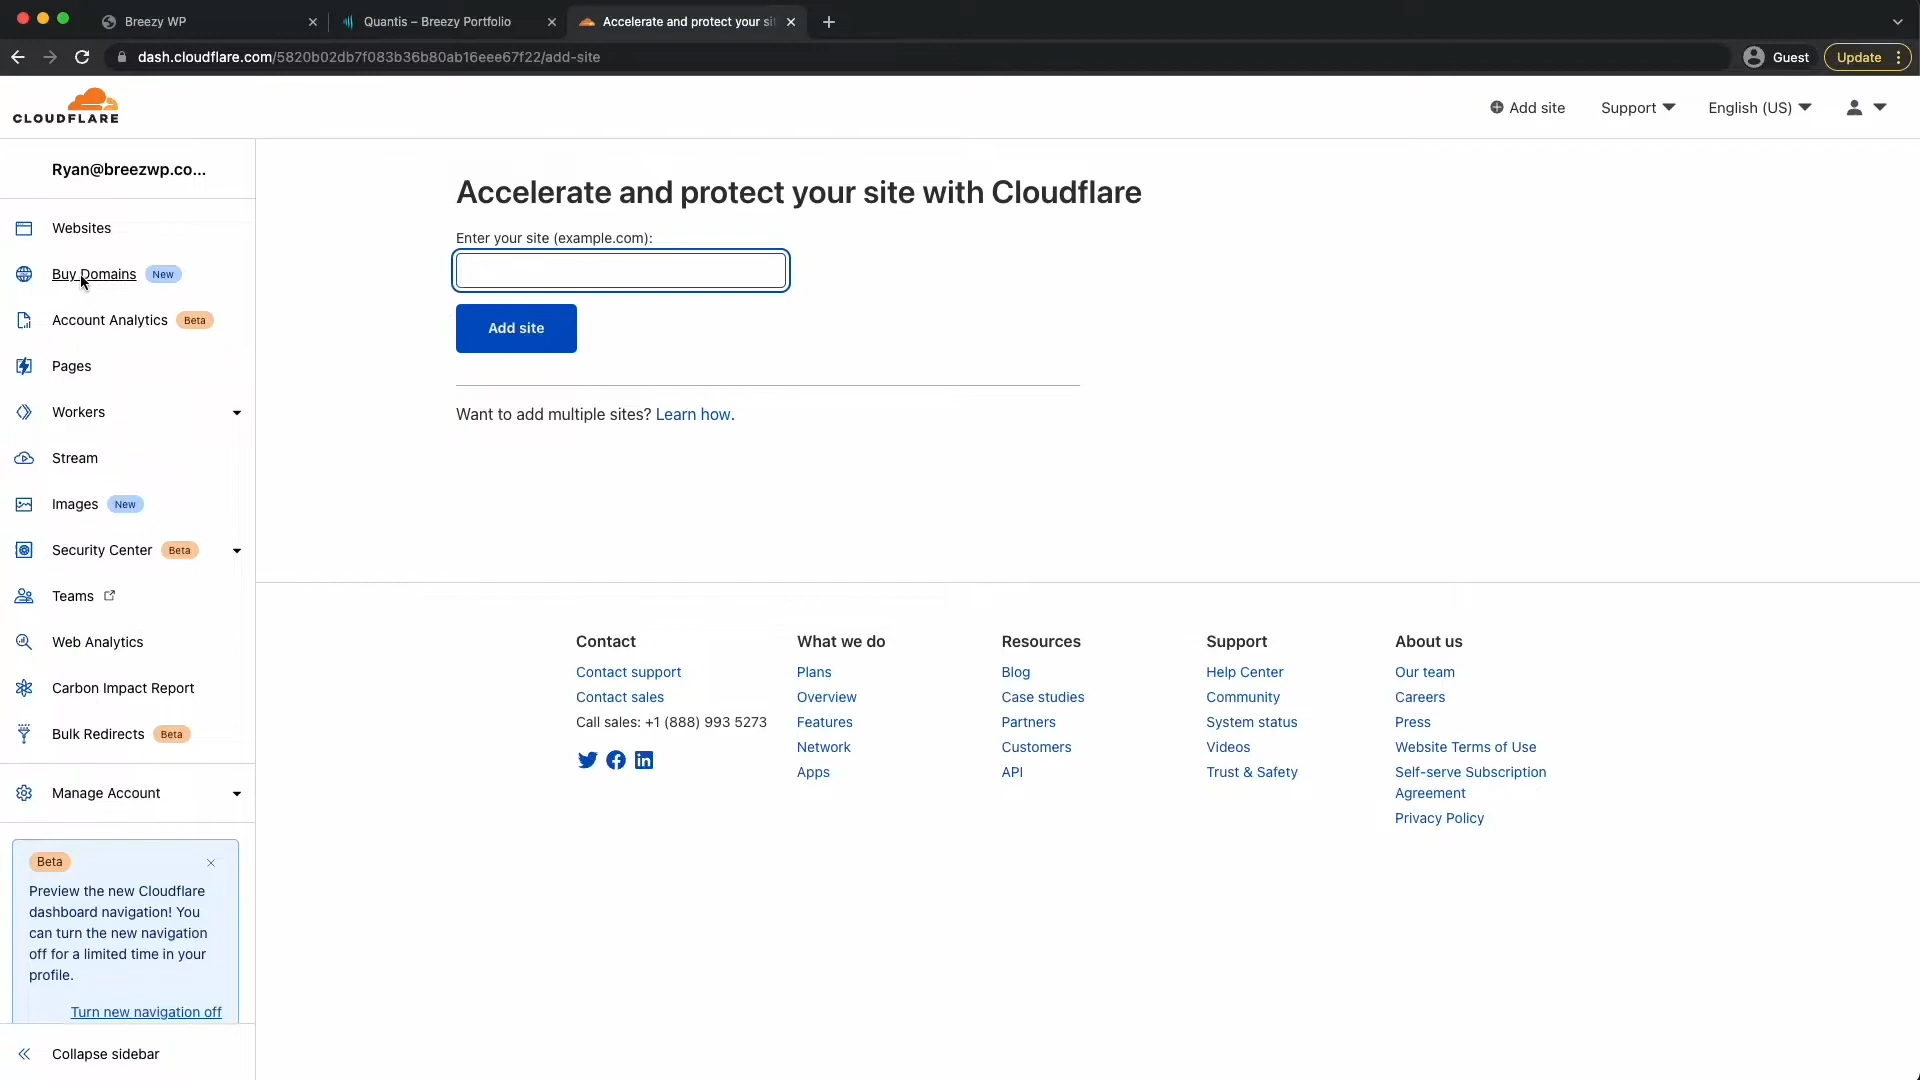 Breezy WP
Quantis – Breezy Portfolio
Accelerate and protect your sit
dash.cloudflare.com/5820b02db7f083b36b80ab16eee67f22/add-site
Guest
Update
CLOUDFLARE
Add site
Support
English (US)
Ryan@breezwp.co...
Websites
Buy Domains New
Account Analytics Beta
Pages
Workers
Stream
Images New
Security Center Beta
Teams
Web Analytics
Carbon Impact Report
Bulk Redirects Beta
Manage Account
Beta
Preview the new Cloudflare
dashboard navigation! You
can turn the new navigation
off for a limited time in your
profile.
Turn new navigation off
Collapse sidebar
Accelerate and protect your site with Cloudflare
Enter your site (example.com):
Add site
Want to add multiple sites? Learn how.
Contact
Contact support
Contact sales
Call sales: +1 (888) 993 5273
What we do
Plans
Overview
Features
Network
Apps
Resources
Blog
Case studies
Partners
Customers
API
Support
Help Center
Community
System status
Videos
Trust & Safety
About us
Our team
Careers
Press
Website Terms of Use
Self-serve Subscription
Agreement
Privacy Policy